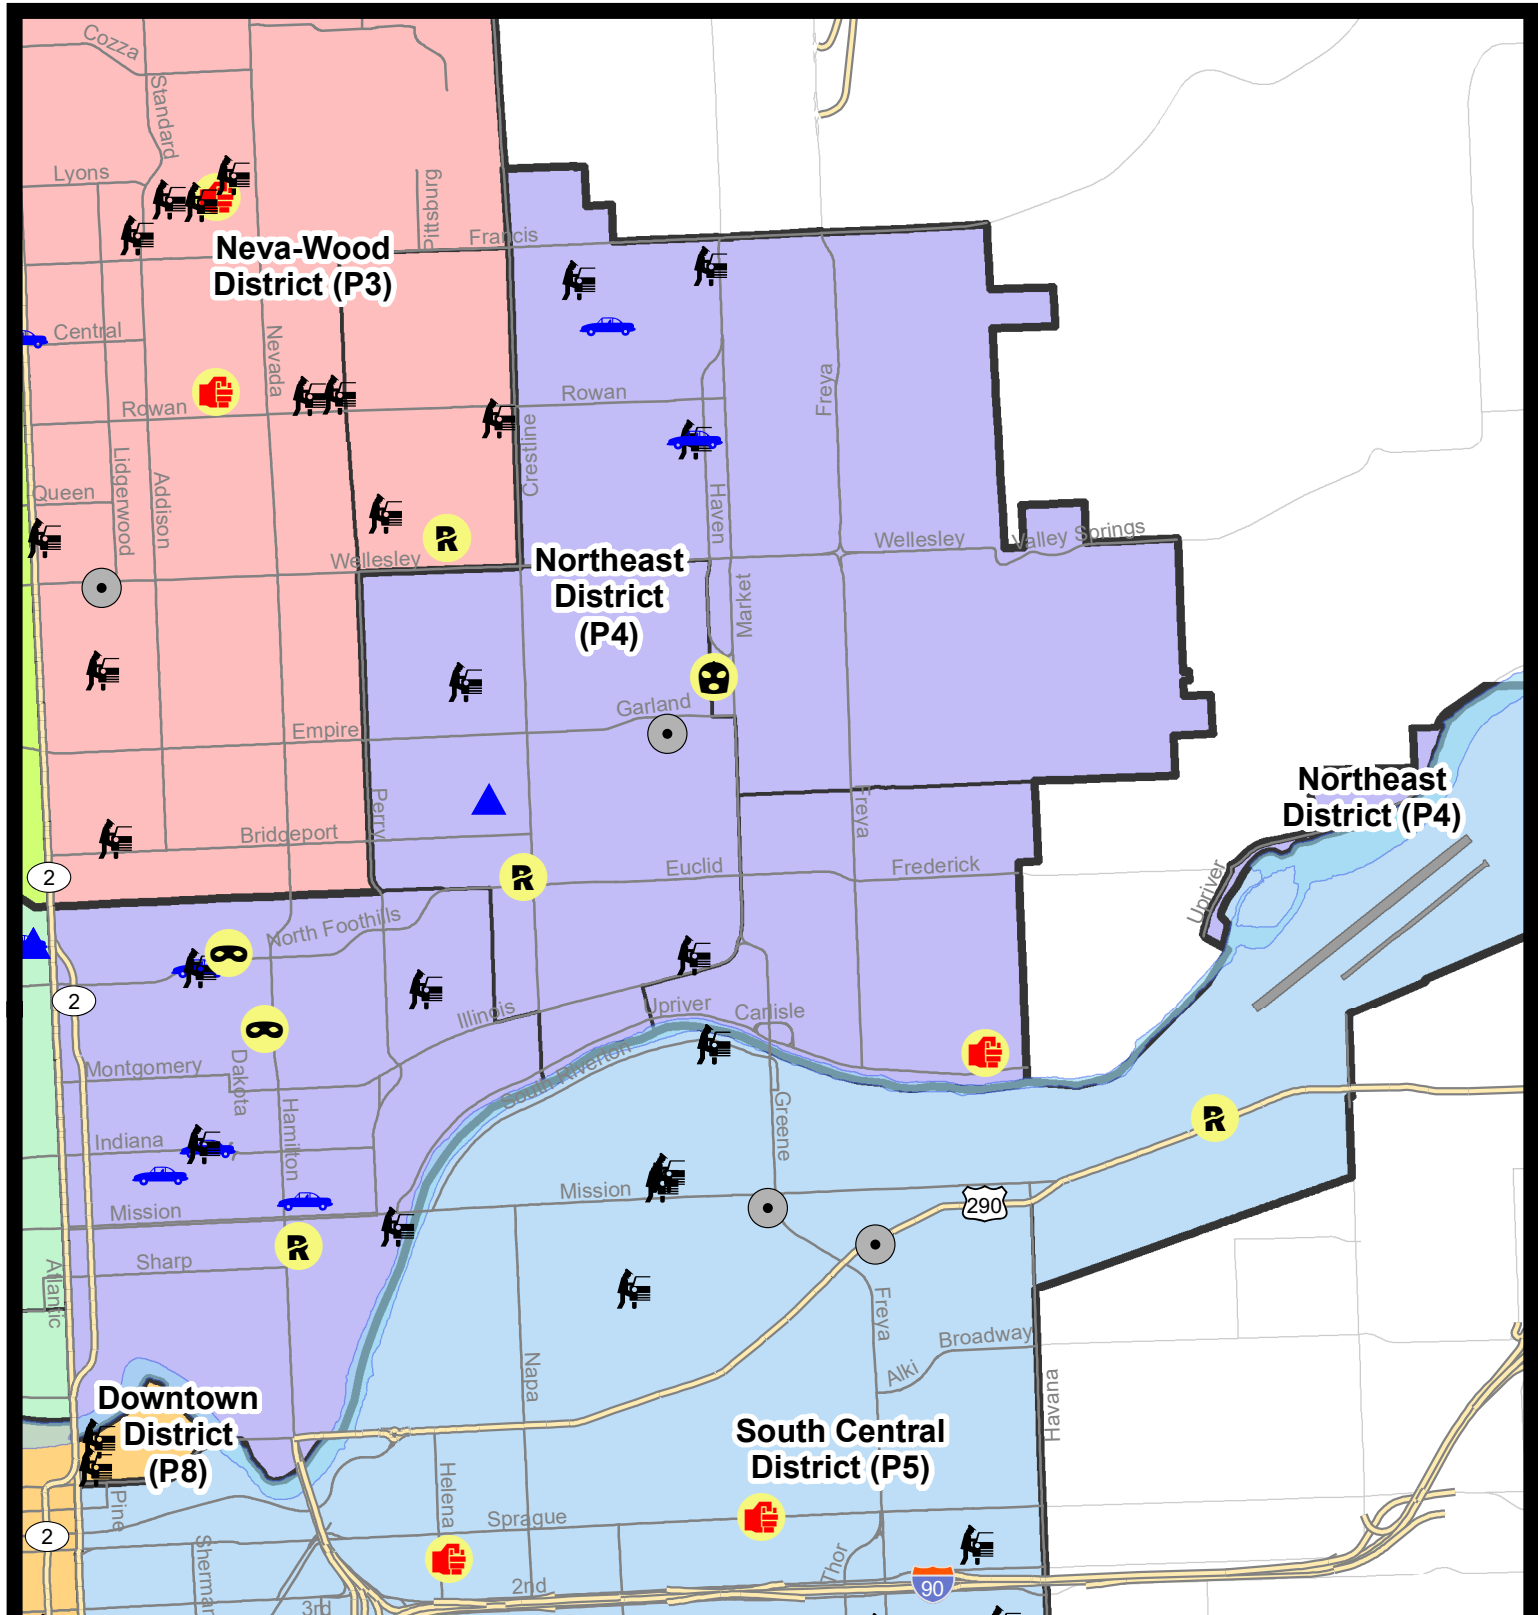 Cozza
Standard
Lyons
Pittsburg
Francis
Neva-Wood
District (P3)
Central
Nevada
Rowan
Rowan
Freya
Crestline
Lidgerwood
Addison
Queen
Haven
Wellesley
Wellesley
Valley Springs
Northeast
District
(P4)
Market
Garland
Empire
Perry
Bridgeport
Freya
Northeast
District (P4)
Euclid
Frederick
Upriver
2
North Foothills
2
Illinois
Upriver
Carlisle
South Riverton
Montgomery
Dakota
Hamilton
Greene
Indiana
Mission
Mission
290
Sharp
Atlantic
Freya
Broadway
Alki
Napa
Havana
Downtown
District
(P8)
South Central
District (P5)
Helena
Pine
Sprague
2
Sherman
Thor
2nd
90
3rd